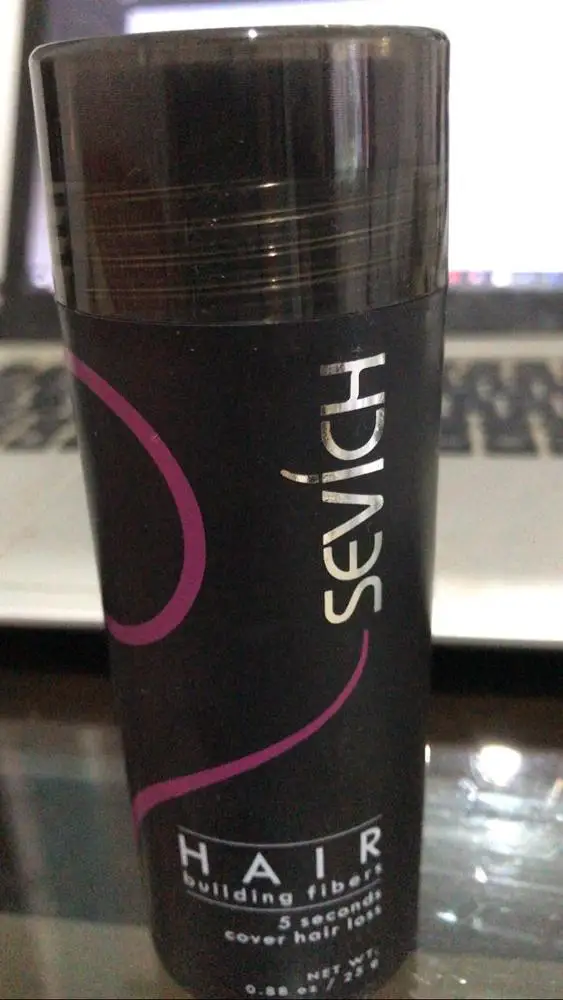 SEVICH
HAIR
building fibers
5 seconds
cover hair loss
NET WT.
0.88 oz / 25 g